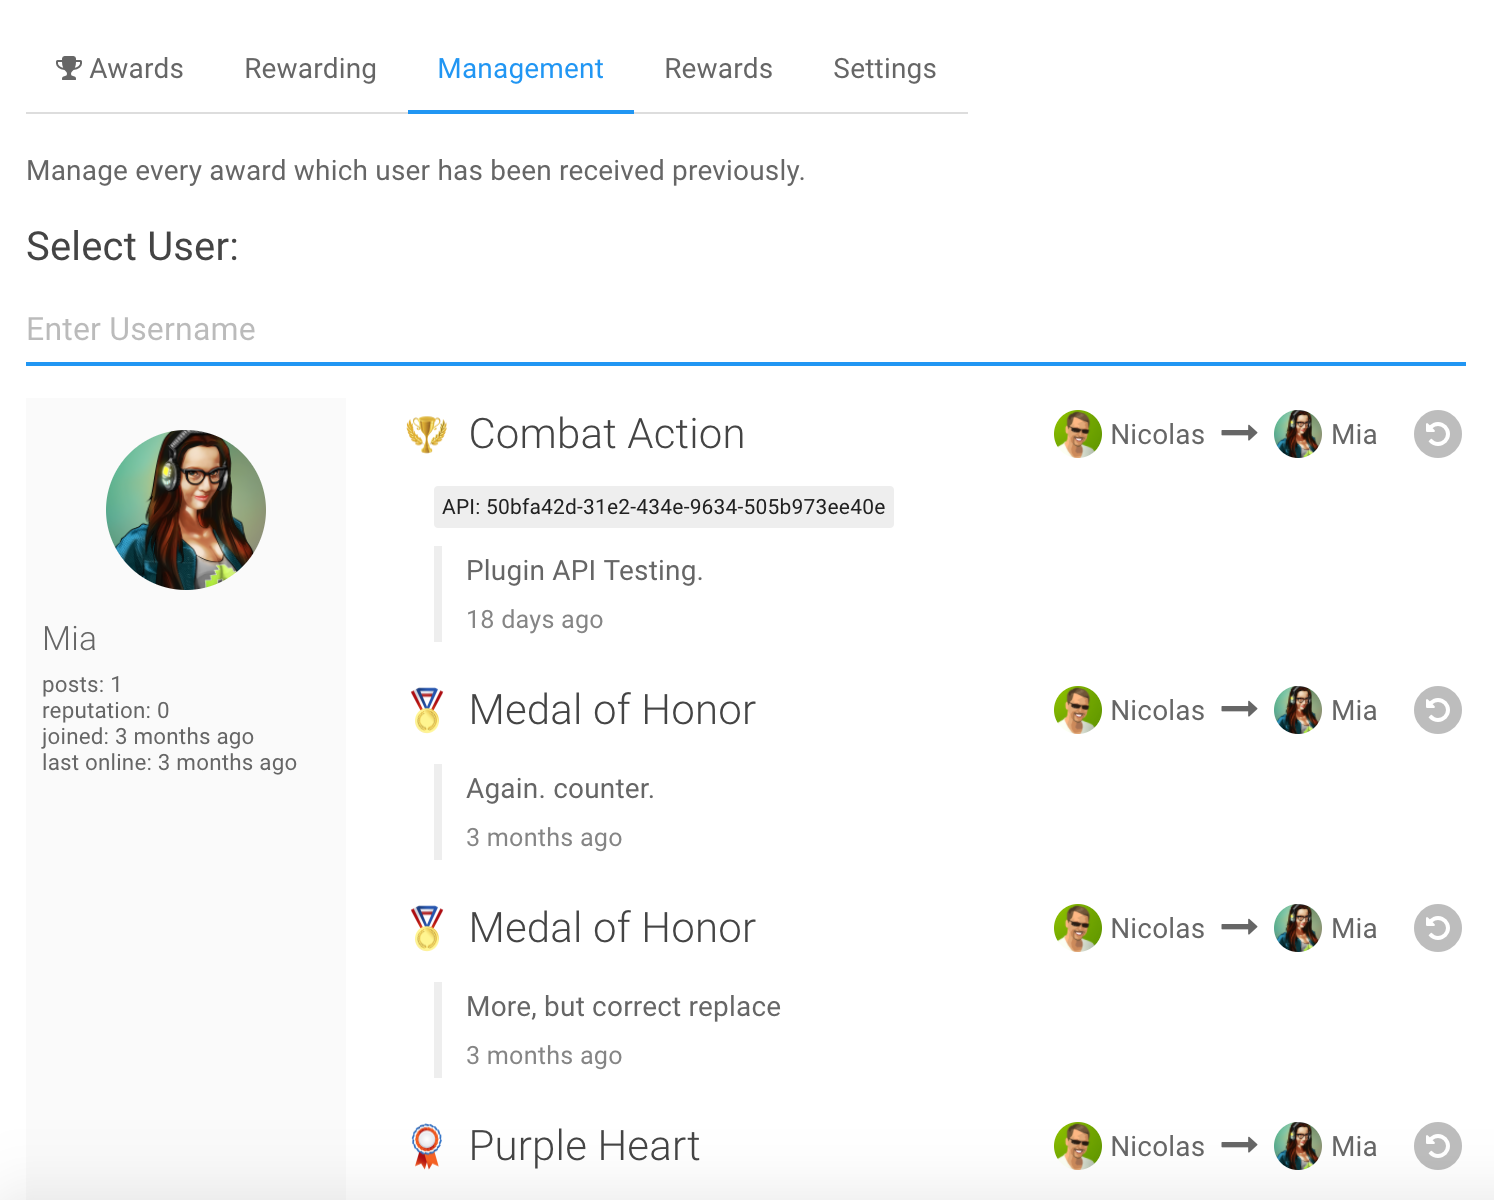 Awards Rewarding Management Rewards Settings
Manage every award which user has been received previously.
Select User:
Enter Username
Mia
posts: 1
reputation: 0
joined: 3 months ago
last online: 3 months ago
Combat Action Nicolas Mia
API: 50bfa42d-31e2-434e-9634-505b973ee40e
Plugin API Testing.
18 days ago
Medal of Honor Nicolas Mia
Again. counter.
3 months ago
Medal of Honor Nicolas Mia
More, but correct replace
3 months ago
Purple Heart Nicolas Mia